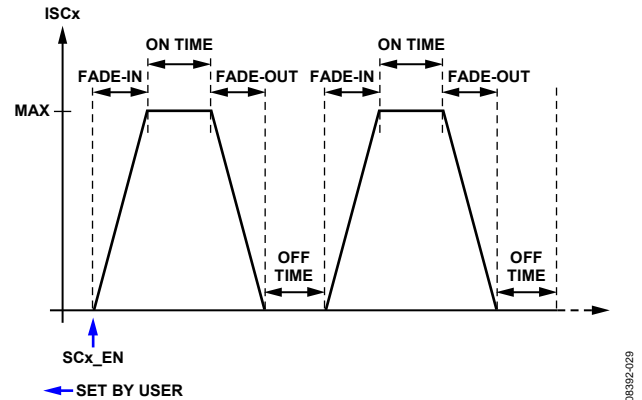 ISCx
ON TIME
ON TIME
FADE-IN
FADE-OUT
FADE-IN
FADE-OUT
MAX
OFF
TIME
OFF
TIME
SCx_EN
SET BY USER
08392-029